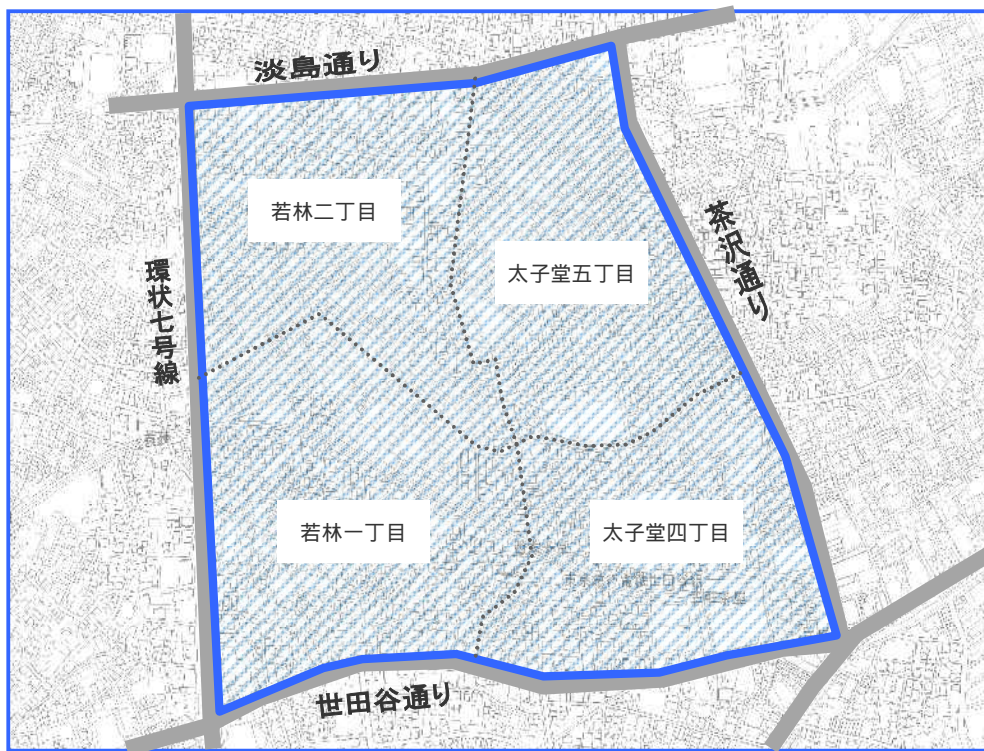 淡島通り
若林二丁目
太子堂五丁目
茶沢通り
環状七号線
若林一丁目
太子堂四丁目
世田谷通り